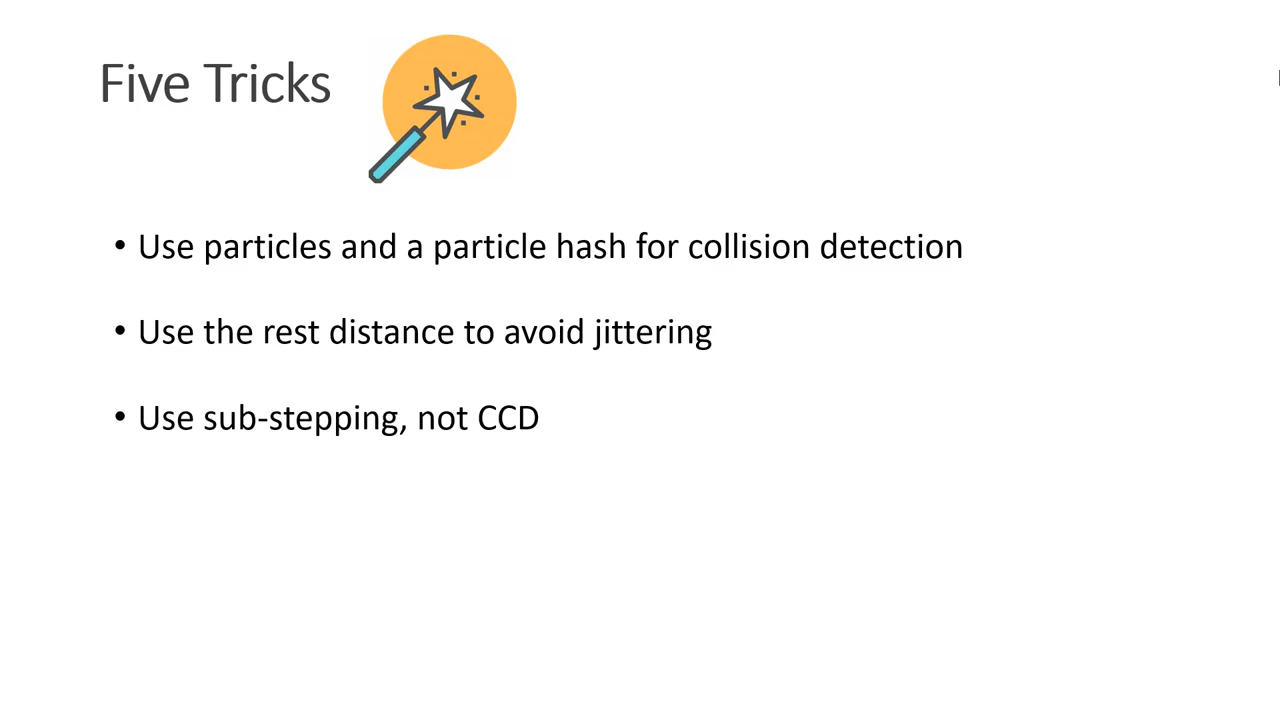 Five Tricks
• Use particles and a particle hash for collision detection
• Use the rest distance to avoid jittering
• Use sub-stepping, not CCD